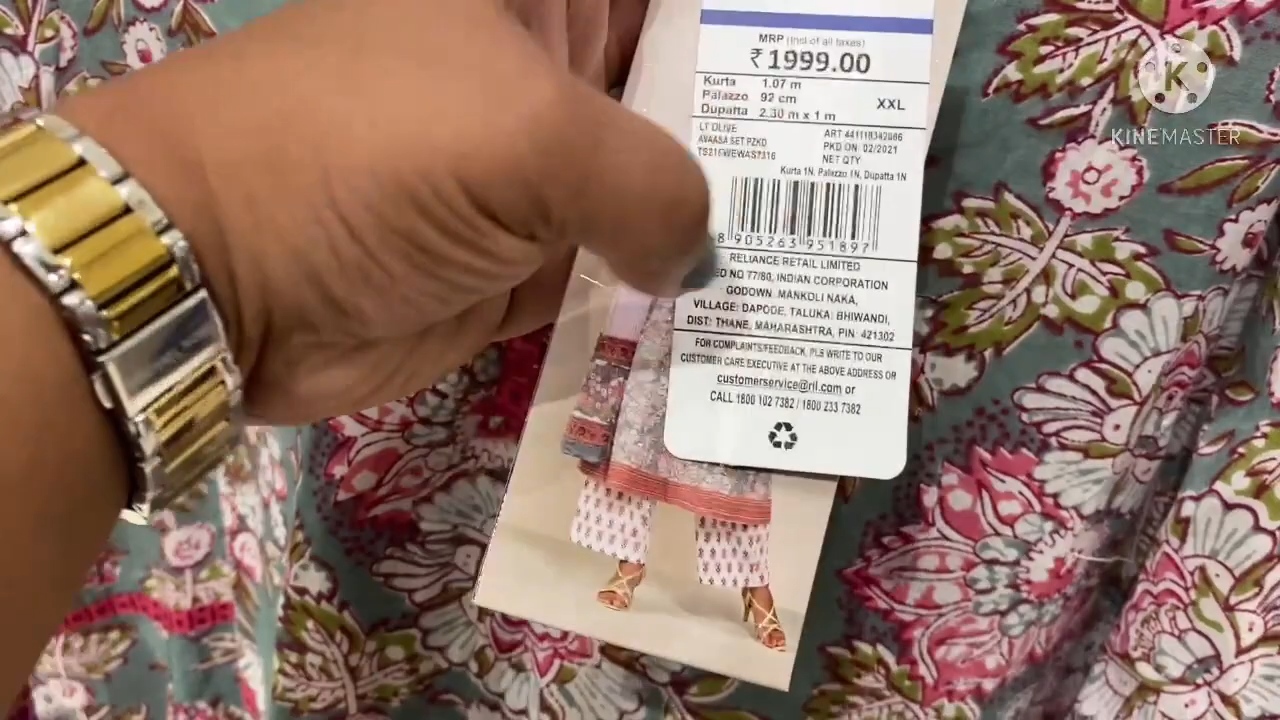 MRP (Incl of all taxes)
₹ 1999.00
Kurta 1.07 m
Palazzo 92 cm
XXL
Dupatta 2.30 m x 1 m
LT OLIVE
AVAASA SET PZKD
PKD ON 02/2021
NET QTY
Kurta 1N, Palazzo 1N, Dupatta 1N
8 905263 951897
RELIANCE RETAIL LIMITED
ED NO 77/80, INDIAN CORPORATION
GODOWN, MANKOLI NAKA,
VILLAGE: DAPODE, TALUKA: BHIWANDI,
DIST: THANE, MAHARASHTRA, PIN: 421302
FOR COMPLAINTS/FEEDBACK, PLS WRITE TO OUR
CUSTOMER CARE EXECUTIVE AT THE ABOVE ADDRESS OR
customerservice@ril.com or
CALL 1800 102 7382 / 1800 233 7382
K
KINEMASTER